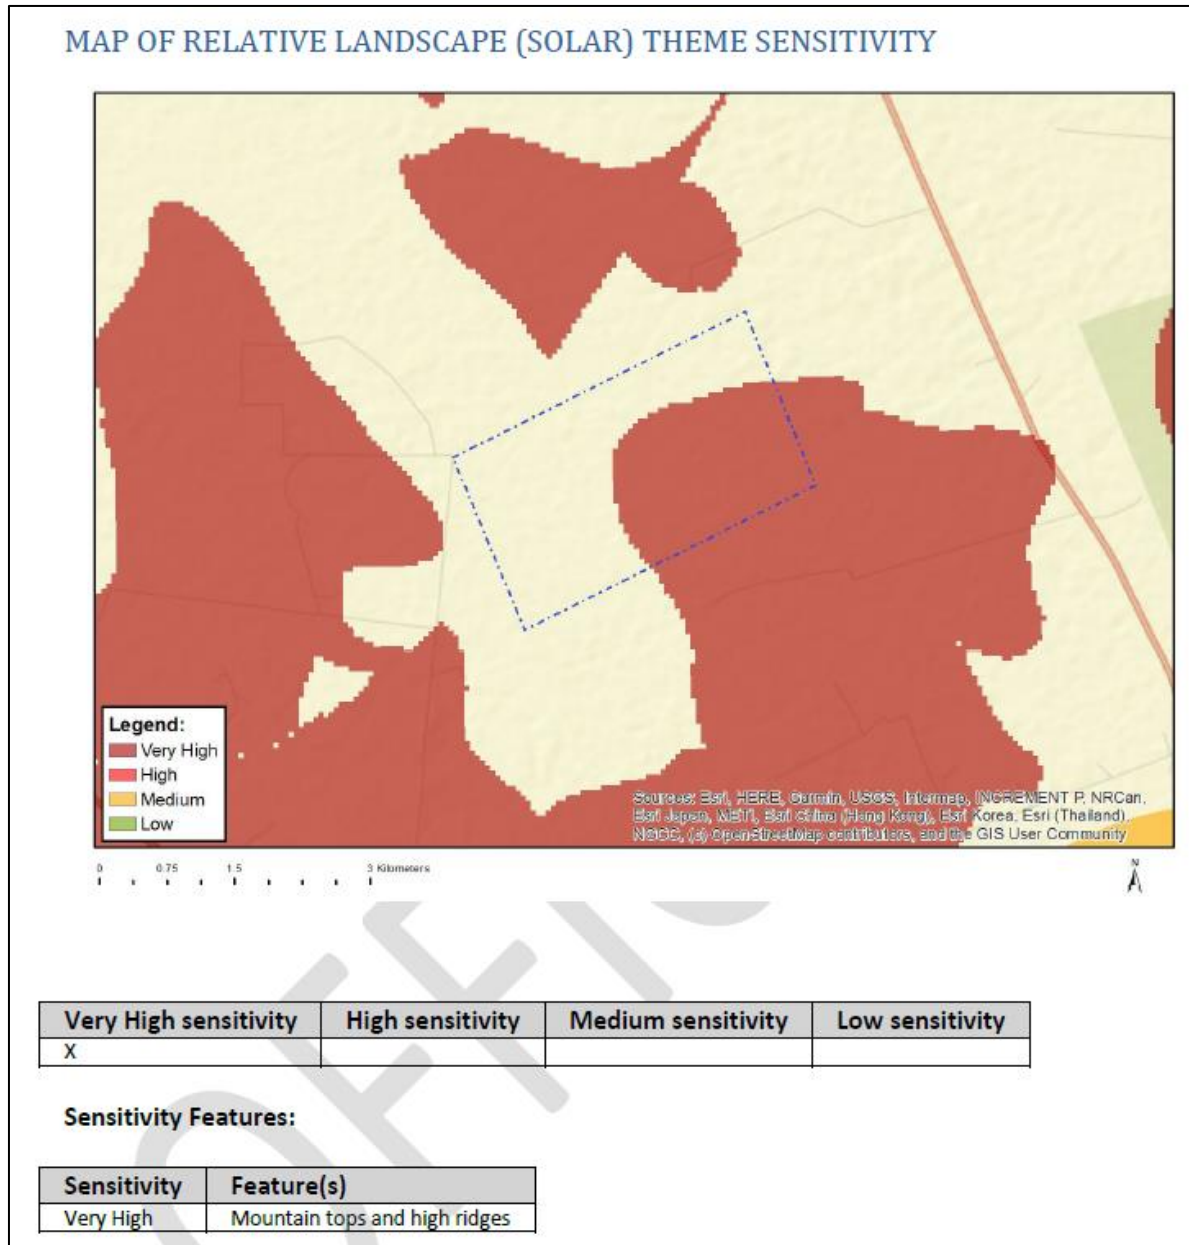 MAP OF RELATIVE LANDSCAPE (SOLAR) THEME SENSITIVITY
Legend:
Very High
High
Medium
Low
Sources: Esri, HERE, Garmin, USGS, Intermap, INCREMENT P, NRCan,
Esri Japan, METI, Esri China (Hong Kong), Esri Korea, Esri (Thailand),
NGCC, (c) OpenStreetMap contributors, and the GIS User Community
0 0.75 1.5 3 Kilometers
N
Very High sensitivity High sensitivity Medium sensitivity Low sensitivity
X
Sensitivity Features:
Sensitivity Feature(s)
Very High Mountain tops and high ridges